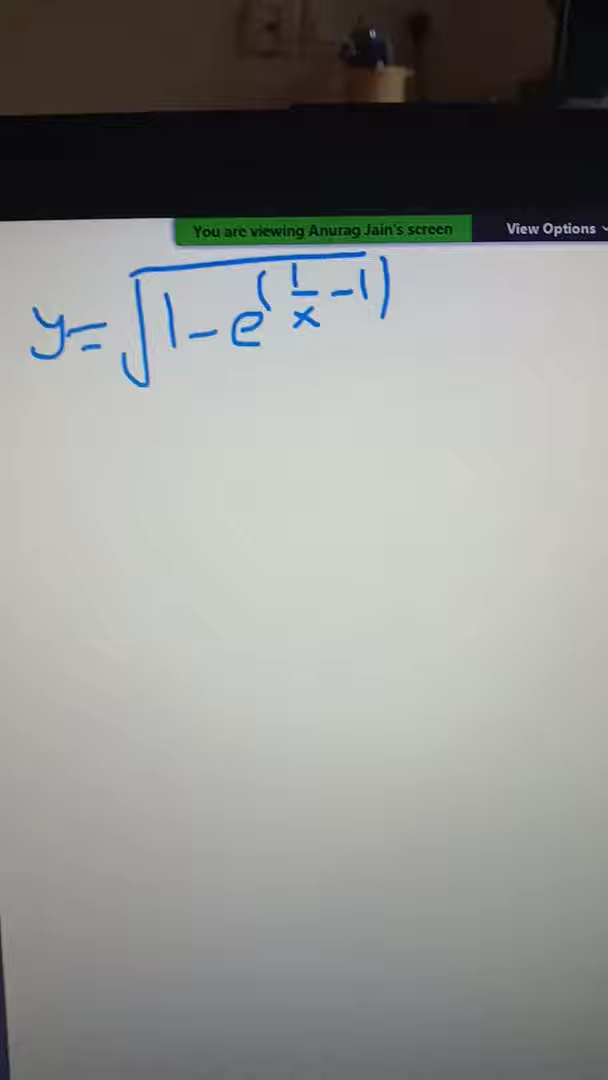 You are viewing Anurag Jain's screen View Options
y=√1-e^(1/x-1)